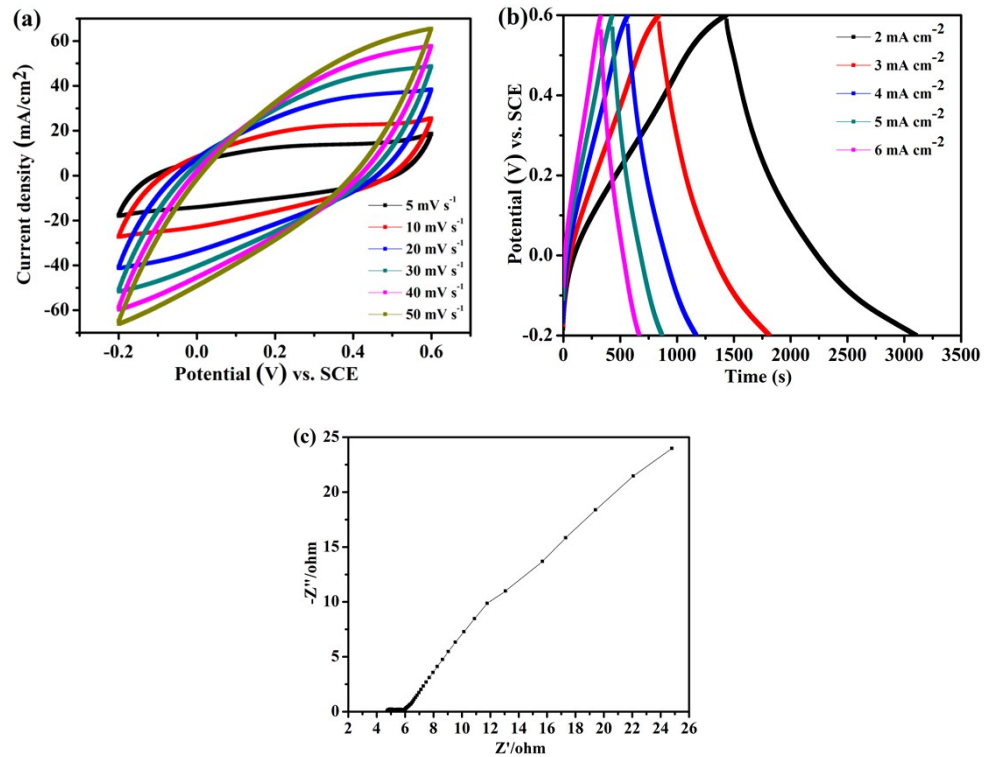 (a)
Current density (mA/cm²)
60
40
20
0
-20
-40
-60
5 mV s⁻¹
10 mV s⁻¹
20 mV s⁻¹
30 mV s⁻¹
40 mV s⁻¹
50 mV s⁻¹
-0.2 0.0 0.2 0.4 0.6
Potential (V) vs. SCE
(b)
Potential (V) vs. SCE
0.6
0.4
0.2
0.0
-0.2
2 mA cm⁻²
3 mA cm⁻²
4 mA cm⁻²
5 mA cm⁻²
6 mA cm⁻²
0 500 1000 1500 2000 2500 3000 3500
Time (s)
(c)
-Z''/ohm
25
20
15
10
5
0
2 4 6 8 10 12 14 16 18 20 22 24 26
Z'/ohm